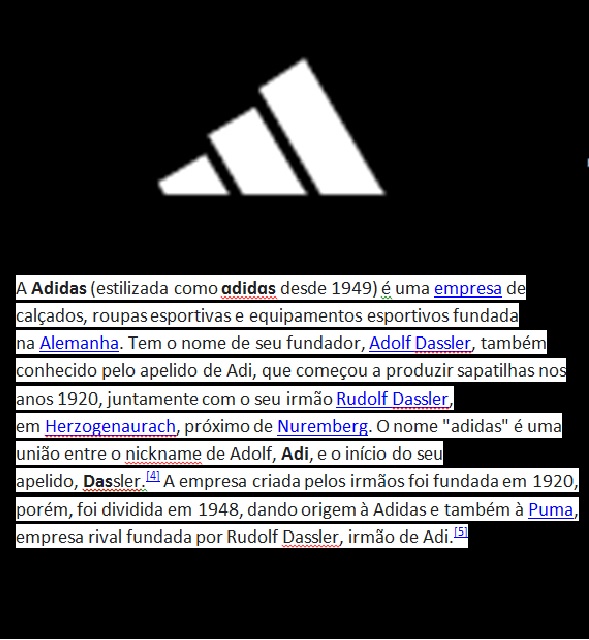 A Adidas (estilizada como adidas desde 1949) é uma empresa de
calçados, roupas esportivas e equipamentos esportivos fundada
na Alemanha. Tem o nome de seu fundador, Adolf Dassler, também
conhecido pelo apelido de Adi, que começou a produzir sapatilhas nos
anos 1920, juntamente com o seu irmão Rudolf Dassler,
em Herzogenaurach, próximo de Nuremberg. O nome "adidas" é uma
união entre o nickname de Adolf, Adi, e o início do seu
apelido, Dassler.[4] A empresa criada pelos irmãos foi fundada em 1920,
porém, foi dividida em 1948, dando origem à Adidas e também à Puma,
empresa rival fundada por Rudolf Dassler, irmão de Adi.[5]